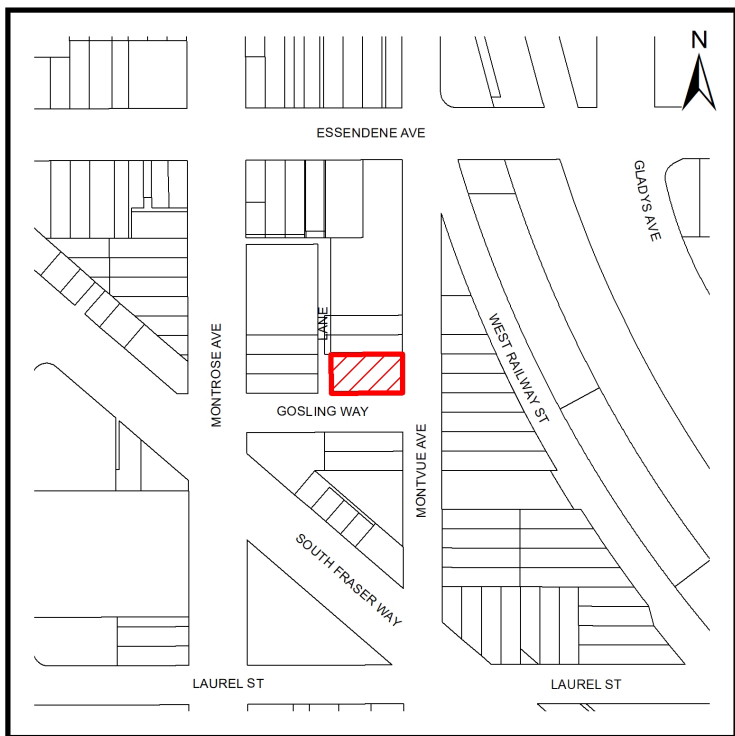 N
ESSENDENE AVE
GLADYS AVE
LANE
WEST RAILWAY ST
MONTROSE AVE
GOSLING WAY
MONTVUE AVE
SOUTH FRASER WAY
LAUREL ST
LAUREL ST